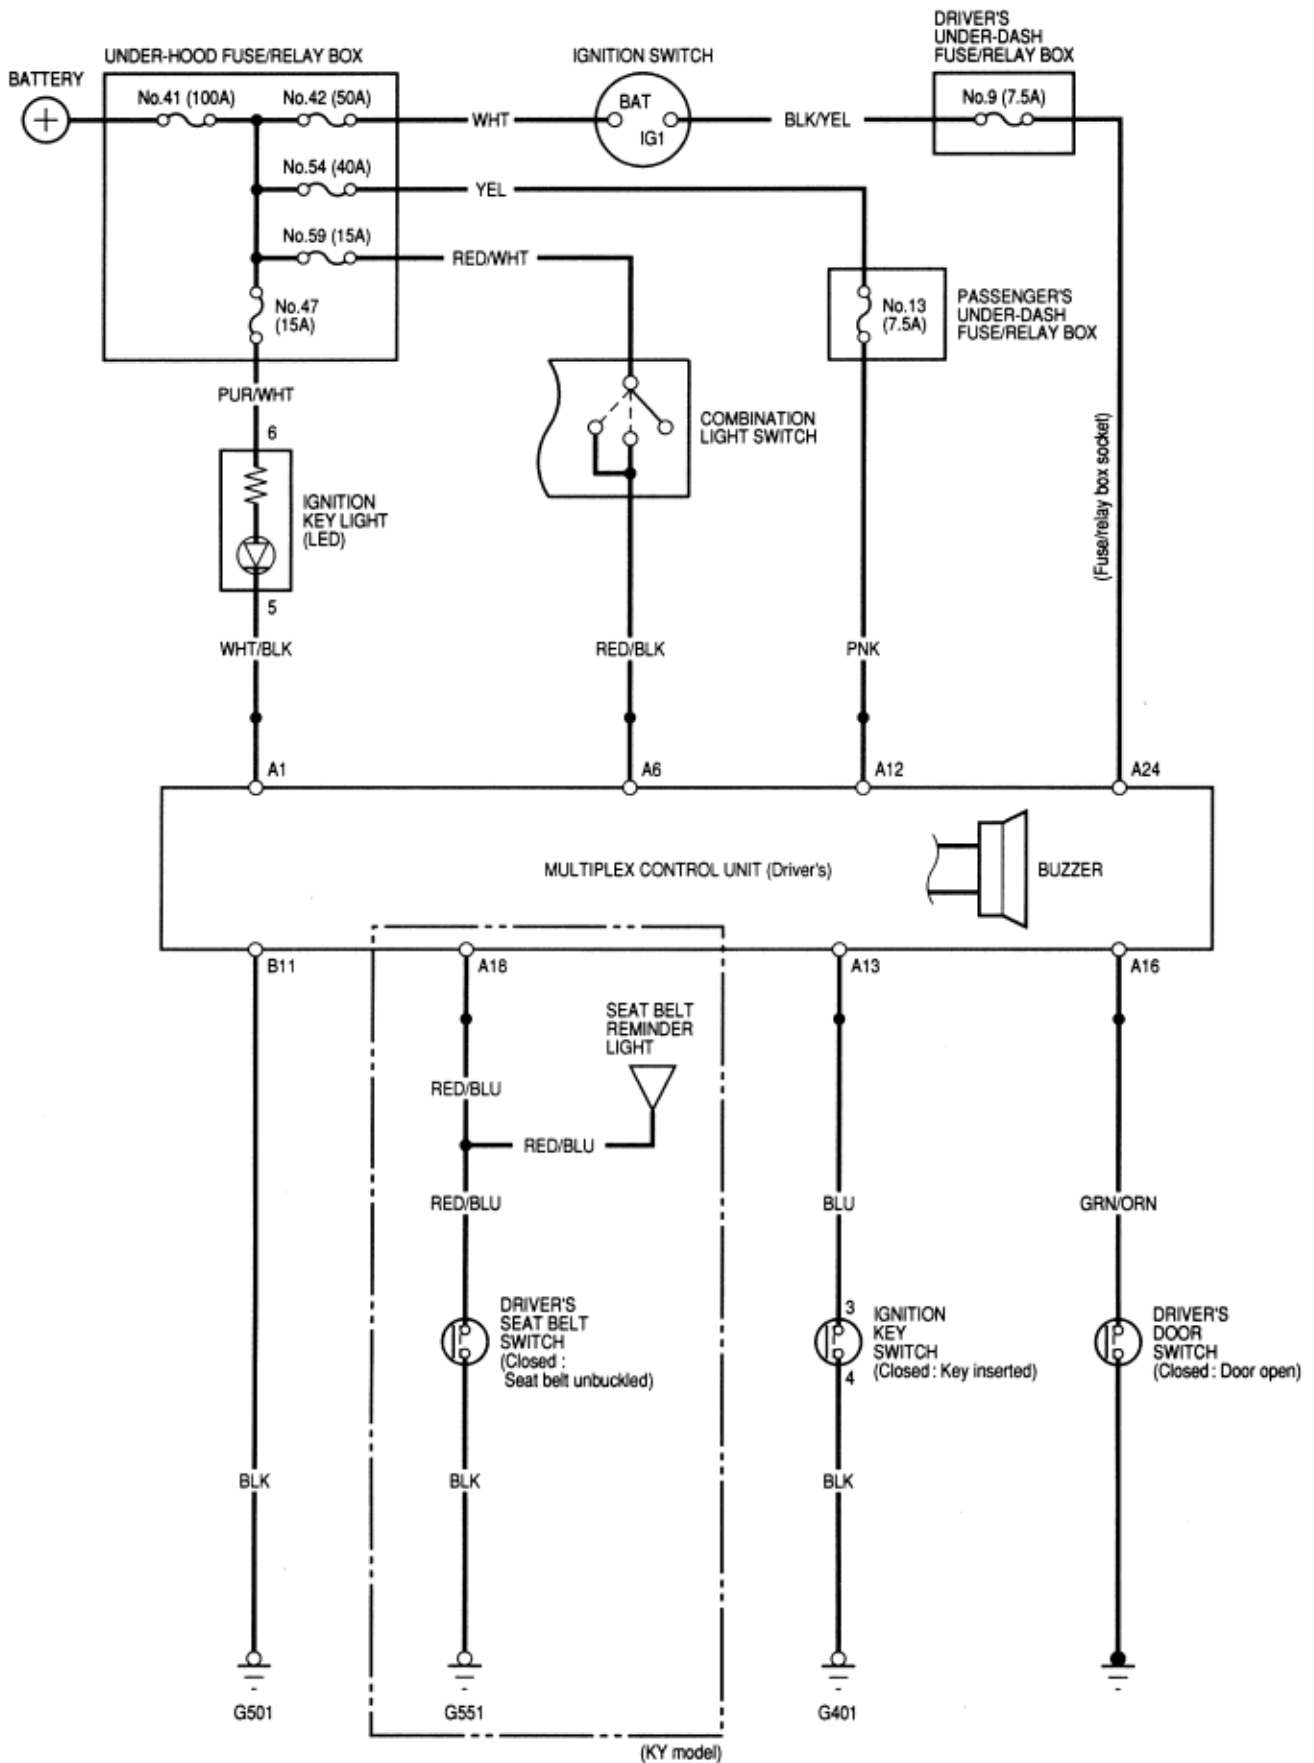 DRIVER'S
UNDER-DASH
FUSE/RELAY BOX
UNDER-HOOD FUSE/RELAY BOX
IGNITION SWITCH
BATTERY
No.41 (100A)
No.42 (50A)
WHT
BAT
IG1
BLK/YEL
No.9 (7.5A)
No.54 (40A)
YEL
No.59 (15A)
RED/WHT
No.47
(15A)
No.13
(7.5A)
PASSENGER'S
UNDER-DASH
FUSE/RELAY BOX
PUR/WHT
6
COMBINATION
LIGHT SWITCH
(Fuse/relay box socket)
IGNITION
KEY LIGHT
(LED)
5
WHT/BLK
RED/BLK
PNK
A1
A6
A12
A24
MULTIPLEX CONTROL UNIT (Driver's)
BUZZER
B11
A18
A13
A16
SEAT BELT
REMINDER
LIGHT
RED/BLU
RED/BLU
RED/BLU
BLU
GRN/ORN
DRIVER'S
SEAT BELT
SWITCH
(Closed :
Seat belt unbuckled)
3
4
IGNITION
KEY
SWITCH
(Closed : Key inserted)
DRIVER'S
DOOR
SWITCH
(Closed : Door open)
BLK
BLK
BLK
G501
G551
G401
(KY model)